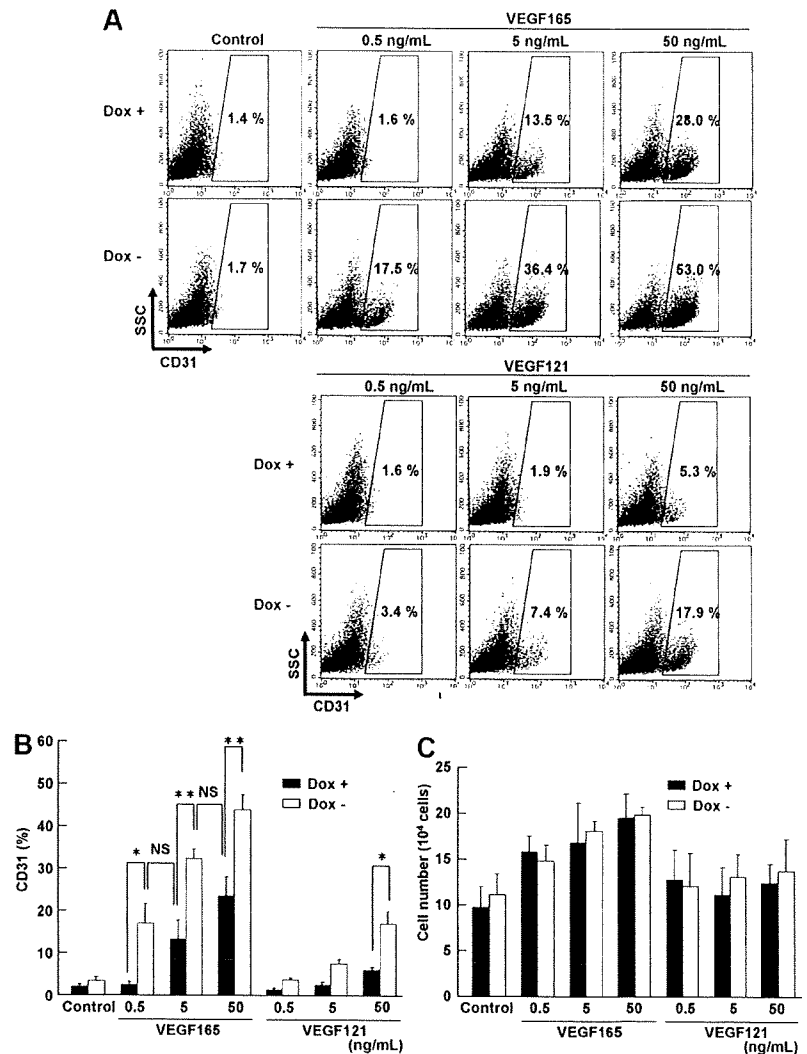 A
VEGF165
Control 0.5 ng/mL 5 ng/mL 50 ng/mL
Dox +
1.4 % 1.6 % 13.5 % 28.0 %
Dox -
1.7 % 17.5 % 36.4 % 53.0 %
SSC
CD31
VEGF121
0.5 ng/mL 5 ng/mL 50 ng/mL
Dox +
1.6 % 1.9 % 5.3 %
Dox -
3.4 % 7.4 % 17.9 %
SSC
CD31
B
CD31 (%)
60
50
40
30
20
10
0
* NS ** NS ** *
Dox +
Dox -
Control 0.5 5 50 0.5 5 50
VEGF165 VEGF121
(ng/mL)
C
Cell number (10⁴ cells)
25
20
15
10
5
0
Dox +
Dox -
Control 0.5 5 50 0.5 5 50
VEGF165 VEGF121
(ng/mL)